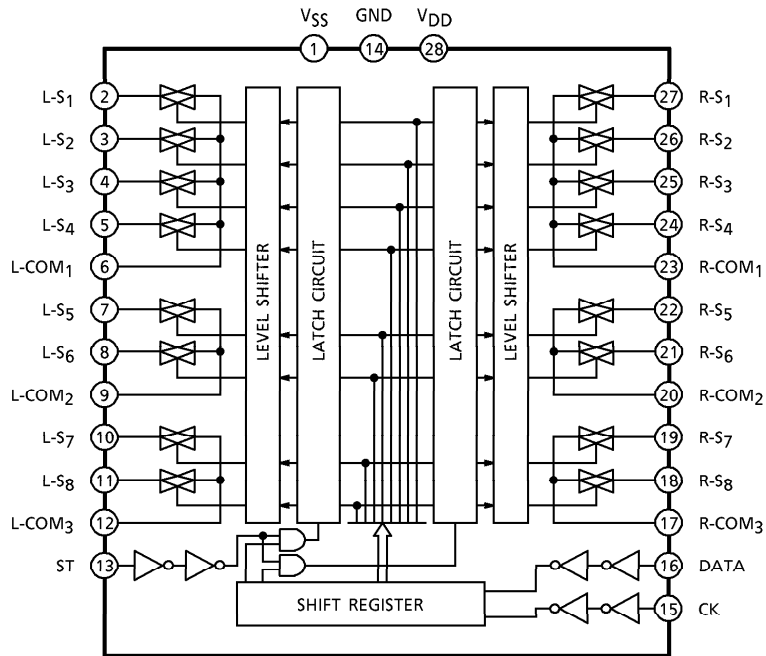 VSS GND VDD
1 14 28
L-S1 2 27 R-S1
L-S2 3 26 R-S2
L-S3 4 25 R-S3
L-S4 5 24 R-S4
L-COM1 6 23 R-COM1
L-S5 7 22 R-S5
L-S6 8 21 R-S6
L-COM2 9 20 R-COM2
L-S7 10 19 R-S7
L-S8 11 18 R-S8
L-COM3 12 17 R-COM3
ST 13 16 DATA
15 CK
LEVEL SHIFTER
LATCH CIRCUIT
LATCH CIRCUIT
LEVEL SHIFTER
SHIFT REGISTER